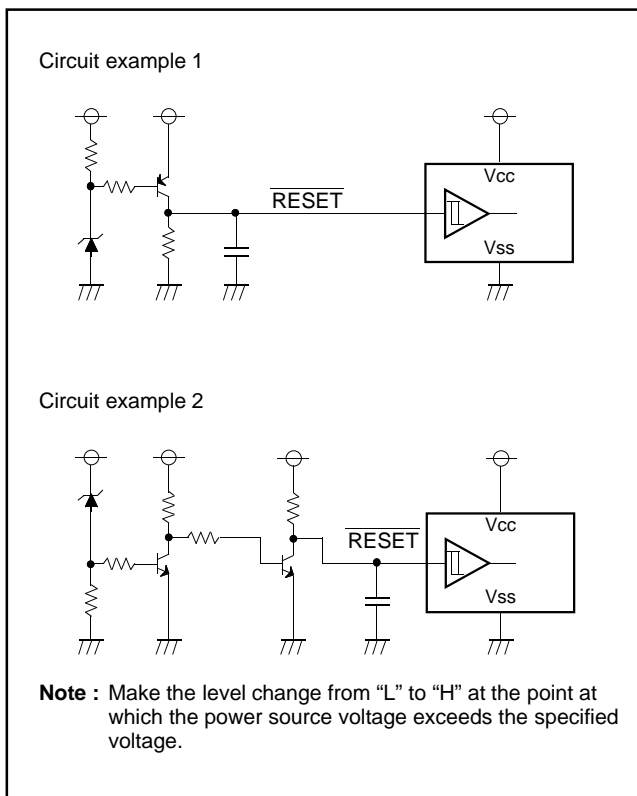 Circuit example 1
RESET
Vcc
Vss
Circuit example 2
RESET
Vcc
Vss
Note : Make the level change from “L” to “H” at the point at
which the power source voltage exceeds the specified
voltage.